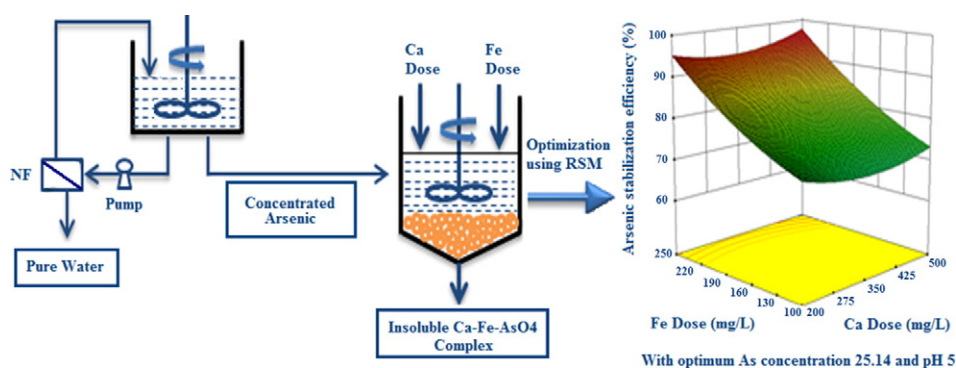 Ca
Dose
Fe
Dose
NF
Pump
Pure Water
Concentrated
Arsenic
Optimization
using RSM
Insoluble Ca-Fe-AsO4
Complex
Arsenic stabilization efficiency (%)
100
90
80
70
60
250
220
190
160
130
100
200
275
350
425
500
Fe Dose (mg/L)
Ca Dose (mg/L)
With optimum As concentration 25.14 and pH 5